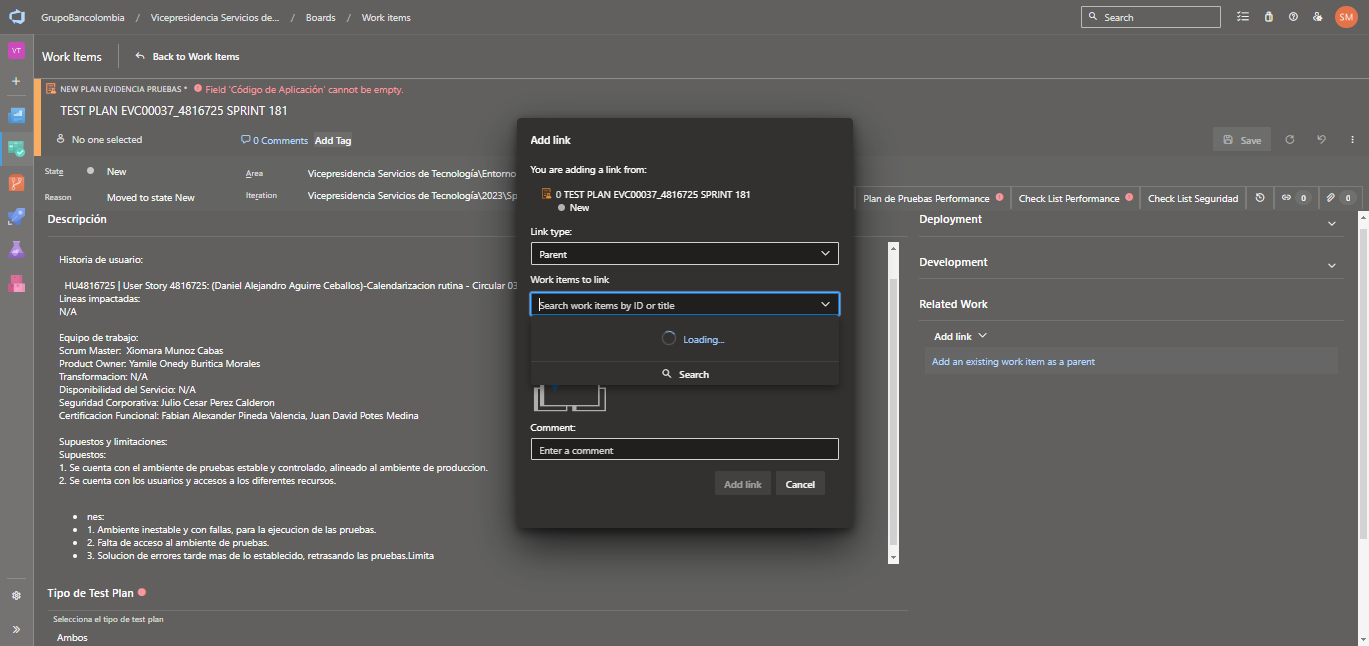 GrupoBancolombia / Vicepresidencia Servicios de... / Boards / Work items
Search
SM
VT
Work Items
Back to Work Items
NEW PLAN EVIDENCIA PRUEBAS * Field 'Código de Aplicación' cannot be empty.
TEST PLAN EVC00037_4816725 SPRINT 181
No one selected
0 Comments
Add Tag
Save
State
New
Area
Vicepresidencia Servicios de Tecnología\Entorno
Reason
Moved to state New
Iteration
Vicepresidencia Servicios de Tecnología\2023\Sp
Plan de Pruebas Performance
Check List Performance
Check List Seguridad
0
0
Descripción
Historia de usuario:
HU4816725 | User Story 4816725: (Daniel Alejandro Aguirre Ceballos)-Calendarizacion rutina - Circular 03
Lineas impactadas:
N/A
Equipo de trabajo:
Scrum Master: Xiomara Munoz Cabas
Product Owner: Yamile Onedy Buritica Morales
Transformacion: N/A
Disponibilidad del Servicio: N/A
Seguridad Corporativa: Julio Cesar Perez Calderon
Certificacion Funcional: Fabian Alexander Pineda Valencia, Juan David Potes Medina
Supuestos y limitaciones:
Supuestos:
1. Se cuenta con el ambiente de pruebas estable y controlado, alineado al ambiente de produccion.
2. Se cuenta con los usuarios y accesos a los diferentes recursos.
nes:
1. Ambiente inestable y con fallas, para la ejecucion de las pruebas.
2. Falta de acceso al ambiente de pruebas.
3. Solucion de errores tarde mas de lo establecido, retrasando las pruebas.Limita
Tipo de Test Plan
Selecciona el tipo de test plan
Ambos
Add link
You are adding a link from:
0 TEST PLAN EVC00037_4816725 SPRINT 181
New
Link type:
Parent
Work items to link
Search work items by ID or title
Loading...
Search
Comment:
Enter a comment
Add link
Cancel
Deployment
Development
Related Work
Add link
Add an existing work item as a parent